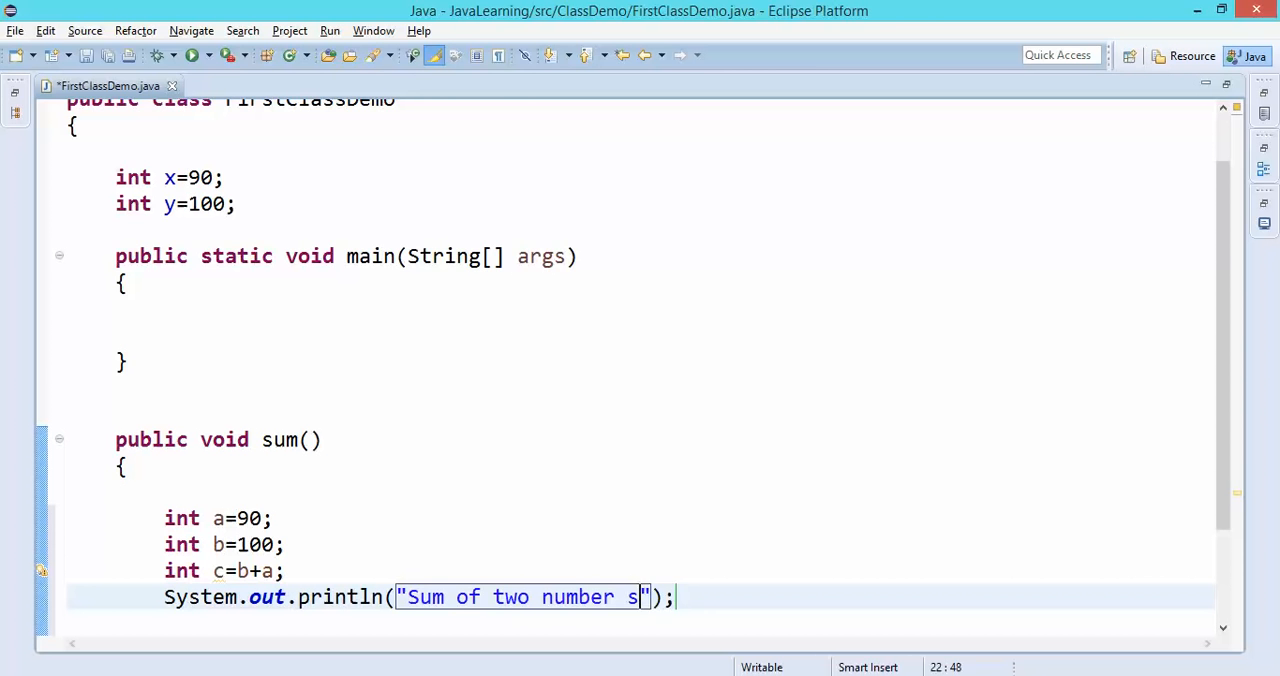 Java - JavaLearning/src/ClassDemo/FirstClassDemo.java - Eclipse Platform
File Edit Source Refactor Navigate Search Project Run Window Help
Quick Access Resource Java
*FirstClassDemo.java
public class FirstClassDemo
{
int x=90;
int y=100;
public static void main(String[] args)
{
}
public void sum()
{
int a=90;
int b=100;
int c=b+a;
System.out.println("Sum of two number s");
Writable Smart Insert 22 : 48